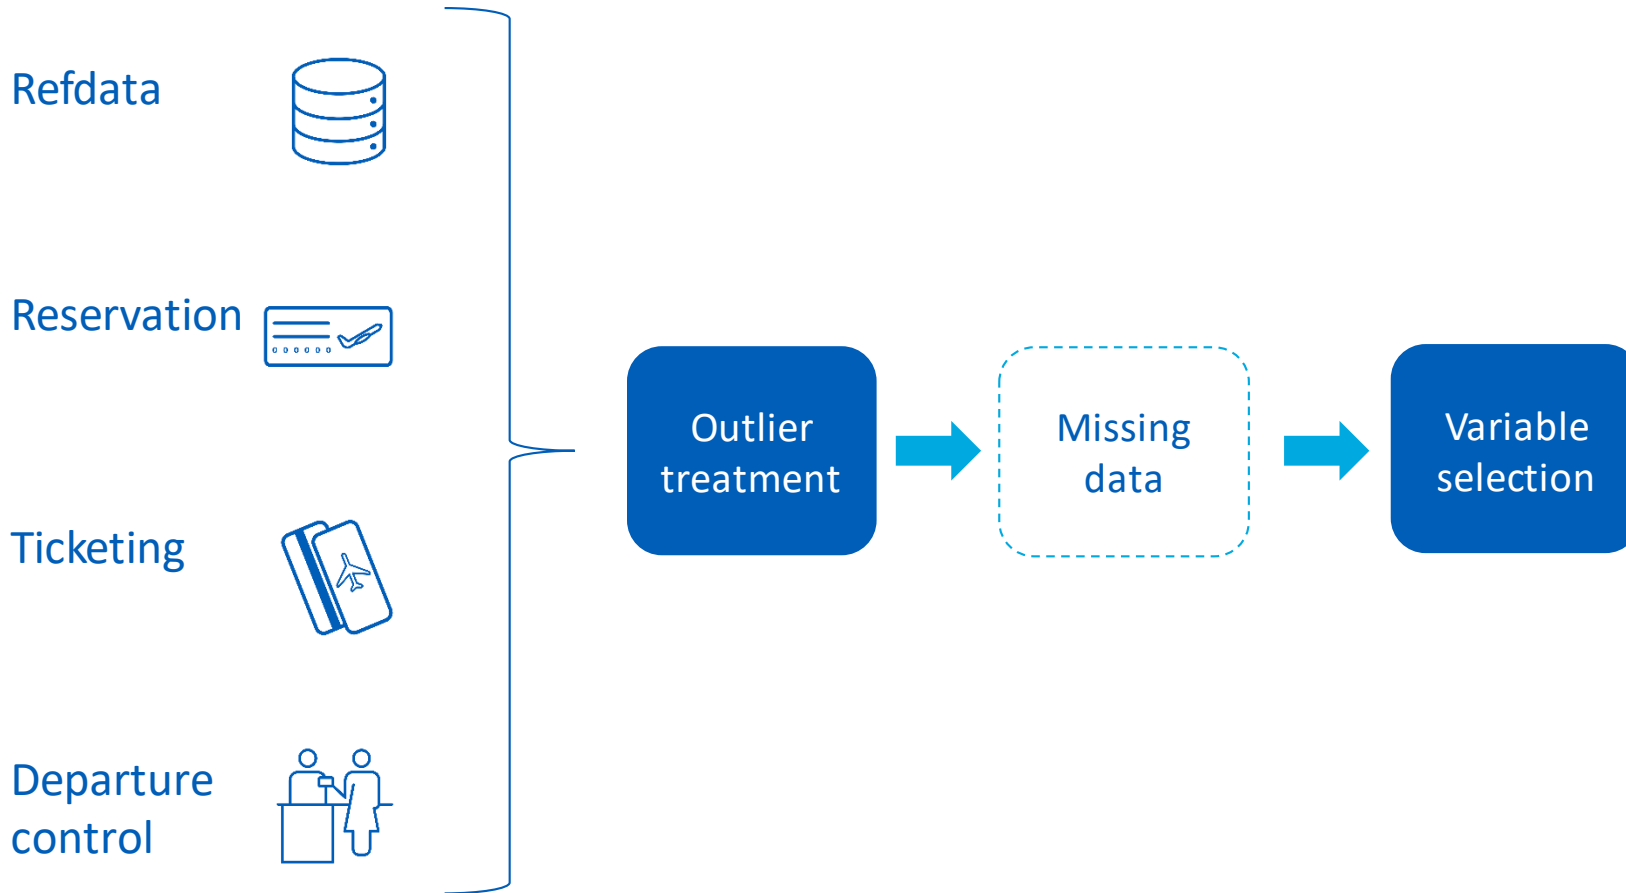 Refdata
Reservation
Ticketing
Departure
control
Outlier
treatment
Missing
data
Variable
selection